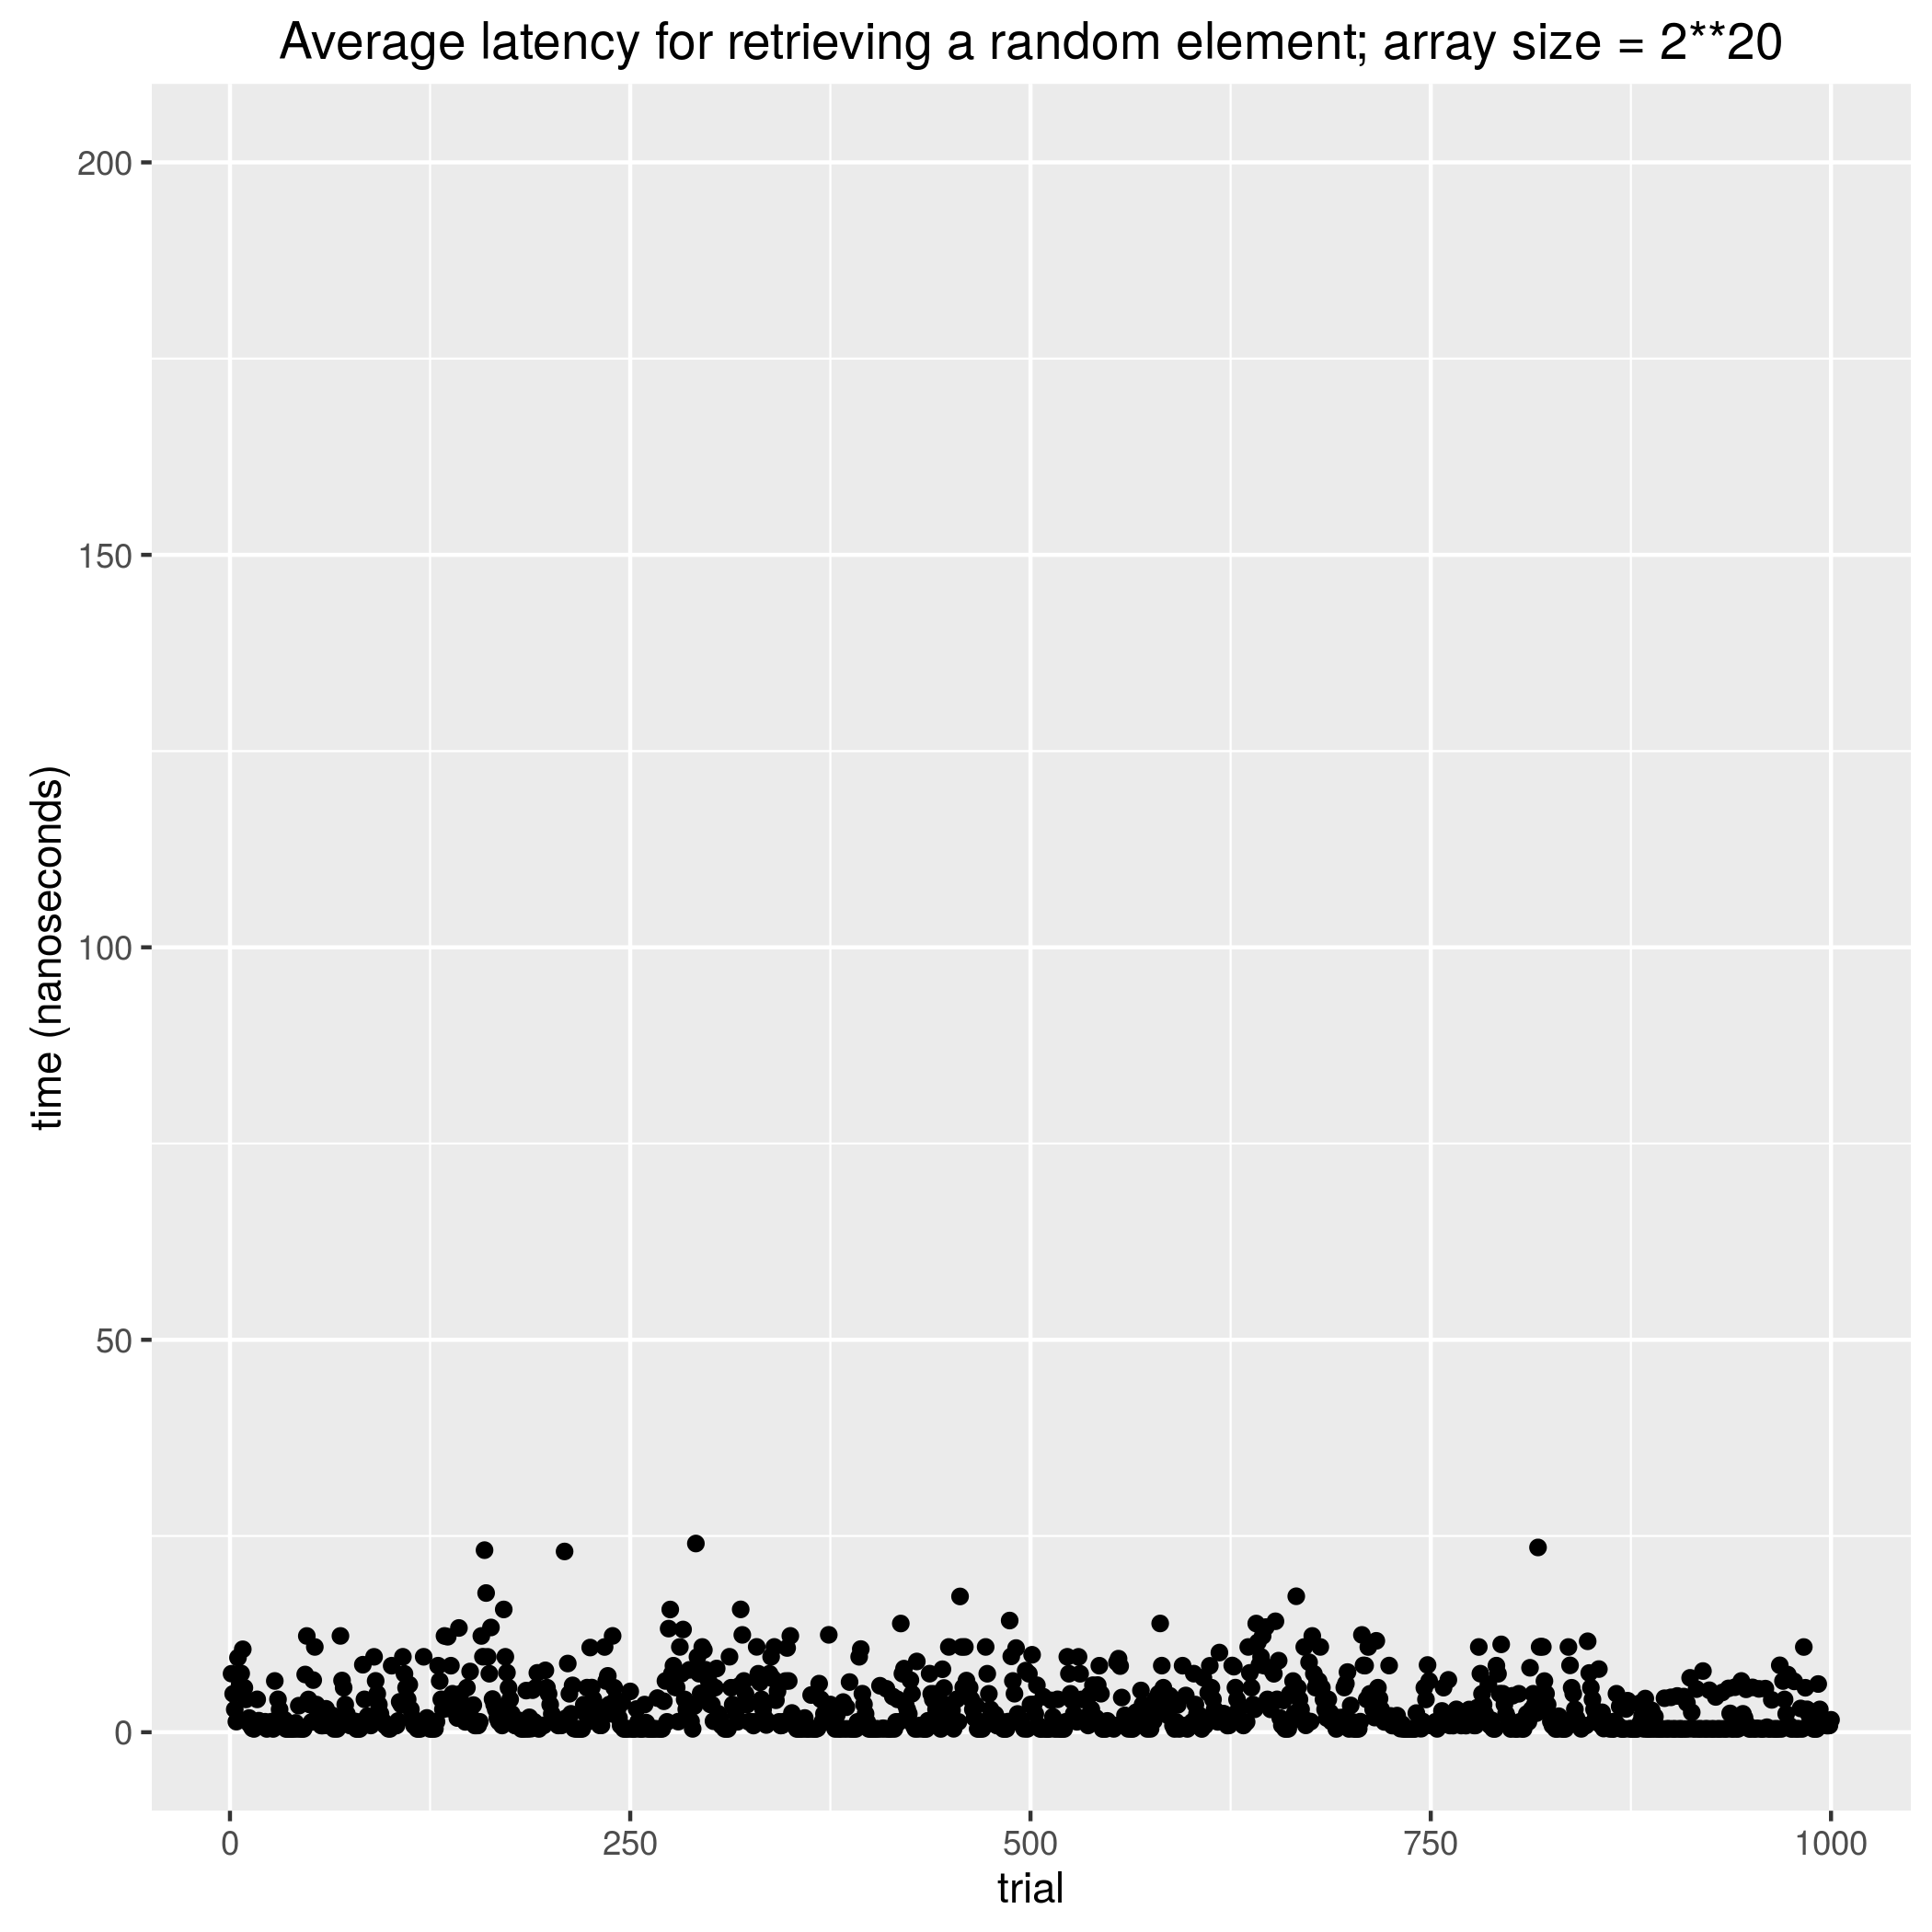 Average latency for retrieving a random element; array size = 2**20
200
150
100
50
0
time (nanoseconds)
0 250 500 750 1000
trial